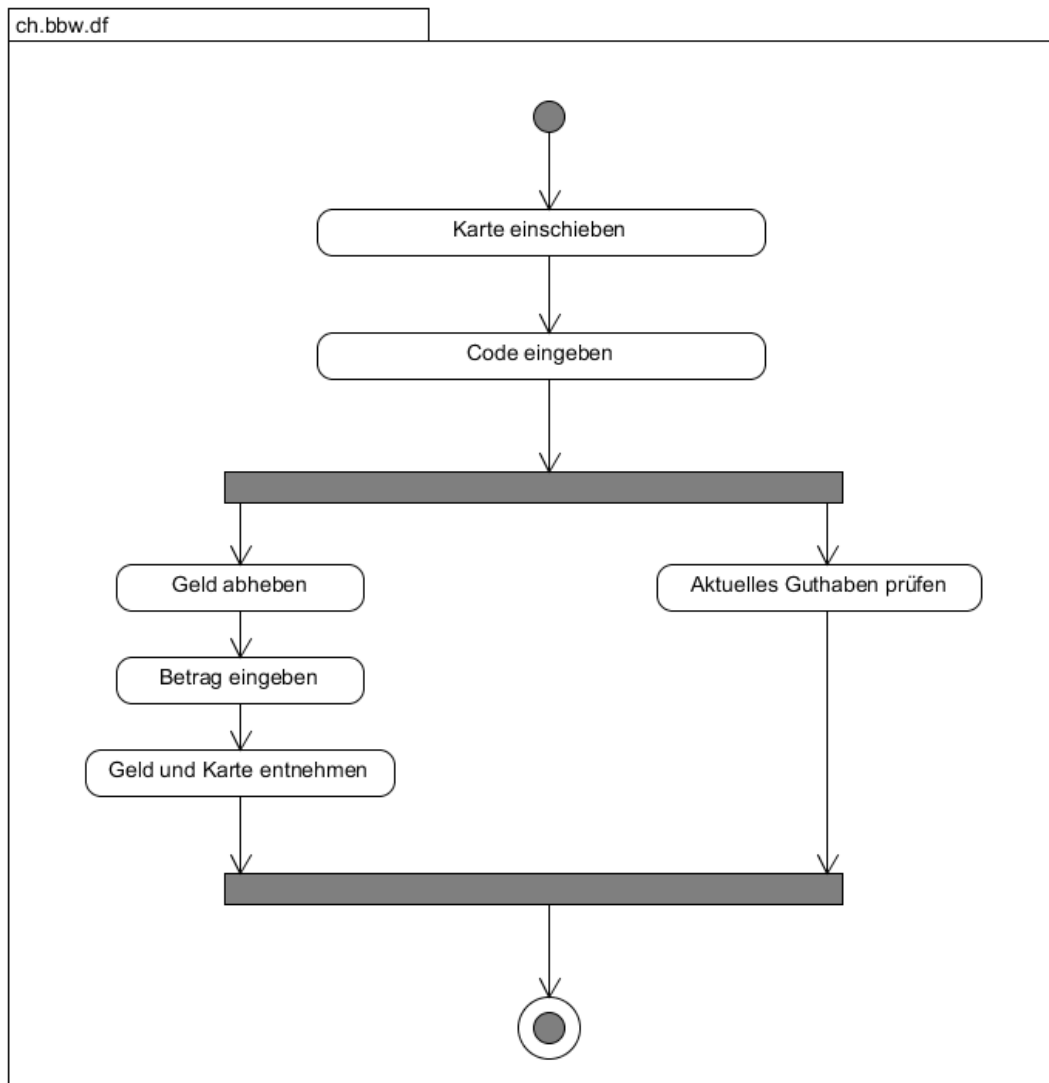 ch.bbw.df
Karte einschieben
Code eingeben
Geld abheben
Aktuelles Guthaben prüfen
Betrag eingeben
Geld und Karte entnehmen